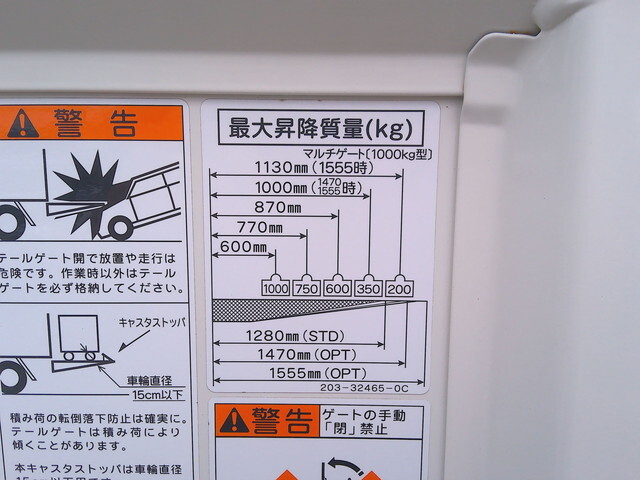 警告
テールゲート開で放置や走行は
危険です。作業時以外はテール
ゲートを必ず格納してください。
キャスタストッパ
車輪直径
15cm以下
積み荷の転倒落下防止は確実に。
テールゲートは積み荷により
傾くことがあります。
本キャスタストッパは車輪直径
最大昇降質量(kg)
マルチゲート〔1000kg型〕
1130mm(1555時)
1000mm(1470 1555時)
870mm
770mm
600mm
1000 750 600 350 200
1280mm(STD)
1470mm(OPT)
1555mm(OPT)
203-32465-0C
警告
ゲートの手動
「閉」禁止